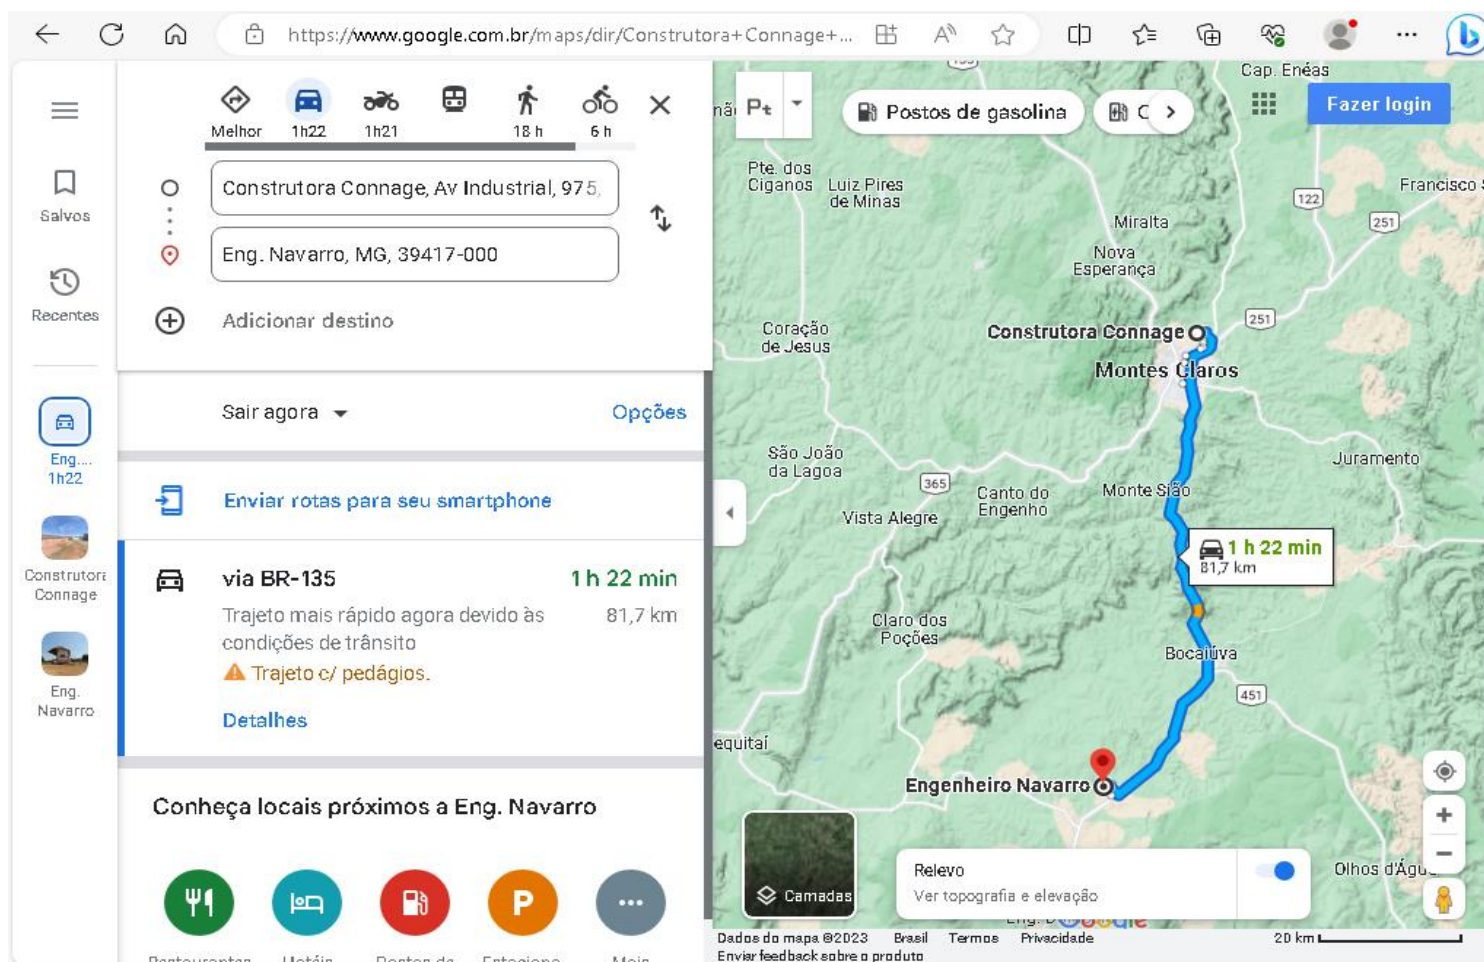 https://www.google.com.br/maps/dir/Construtora+Connage+...
Melhor
1h22
1h21
18 h
6 h
Construtora Connage, Av Industrial, 975,
Eng. Navarro, MG, 39417-000
Adicionar destino
Salvos
Recentes
Eng....
1h22
Construtora
Connage
Eng.
Navarro
Sair agora
Opções
Enviar rotas para seu smartphone
via BR-135
1 h 22 min
Trajeto mais rápido agora devido às
81,7 km
condições de trânsito
Trajeto c/ pedágios.
Detalhes
Conheça locais próximos a Eng. Navarro
P
Pt
Postos de gasolina
Fazer login
Cap. Enéas
Pte. dos
Ciganos
Luiz Pires
de Minas
122
Francisco
251
Miralta
Nova
Esperança
251
Coração
de Jesus
Construtora Connage
Montes Claros
São João
da Lagoa
365
Juramento
Canto do
Engenho
Monte Sião
Vista Alegre
1 h 22 min
81,7 km
Claro dos
Poções
Bocaiúva
451
equitaí
Engenheiro Navarro
Camadas
Relevo
Ver topografia e elevação
Olhos d'Águ
Google
Dados do mapa ©2023 Brasil Termos Privacidade 20 km
Enviar feedback sobre o produto